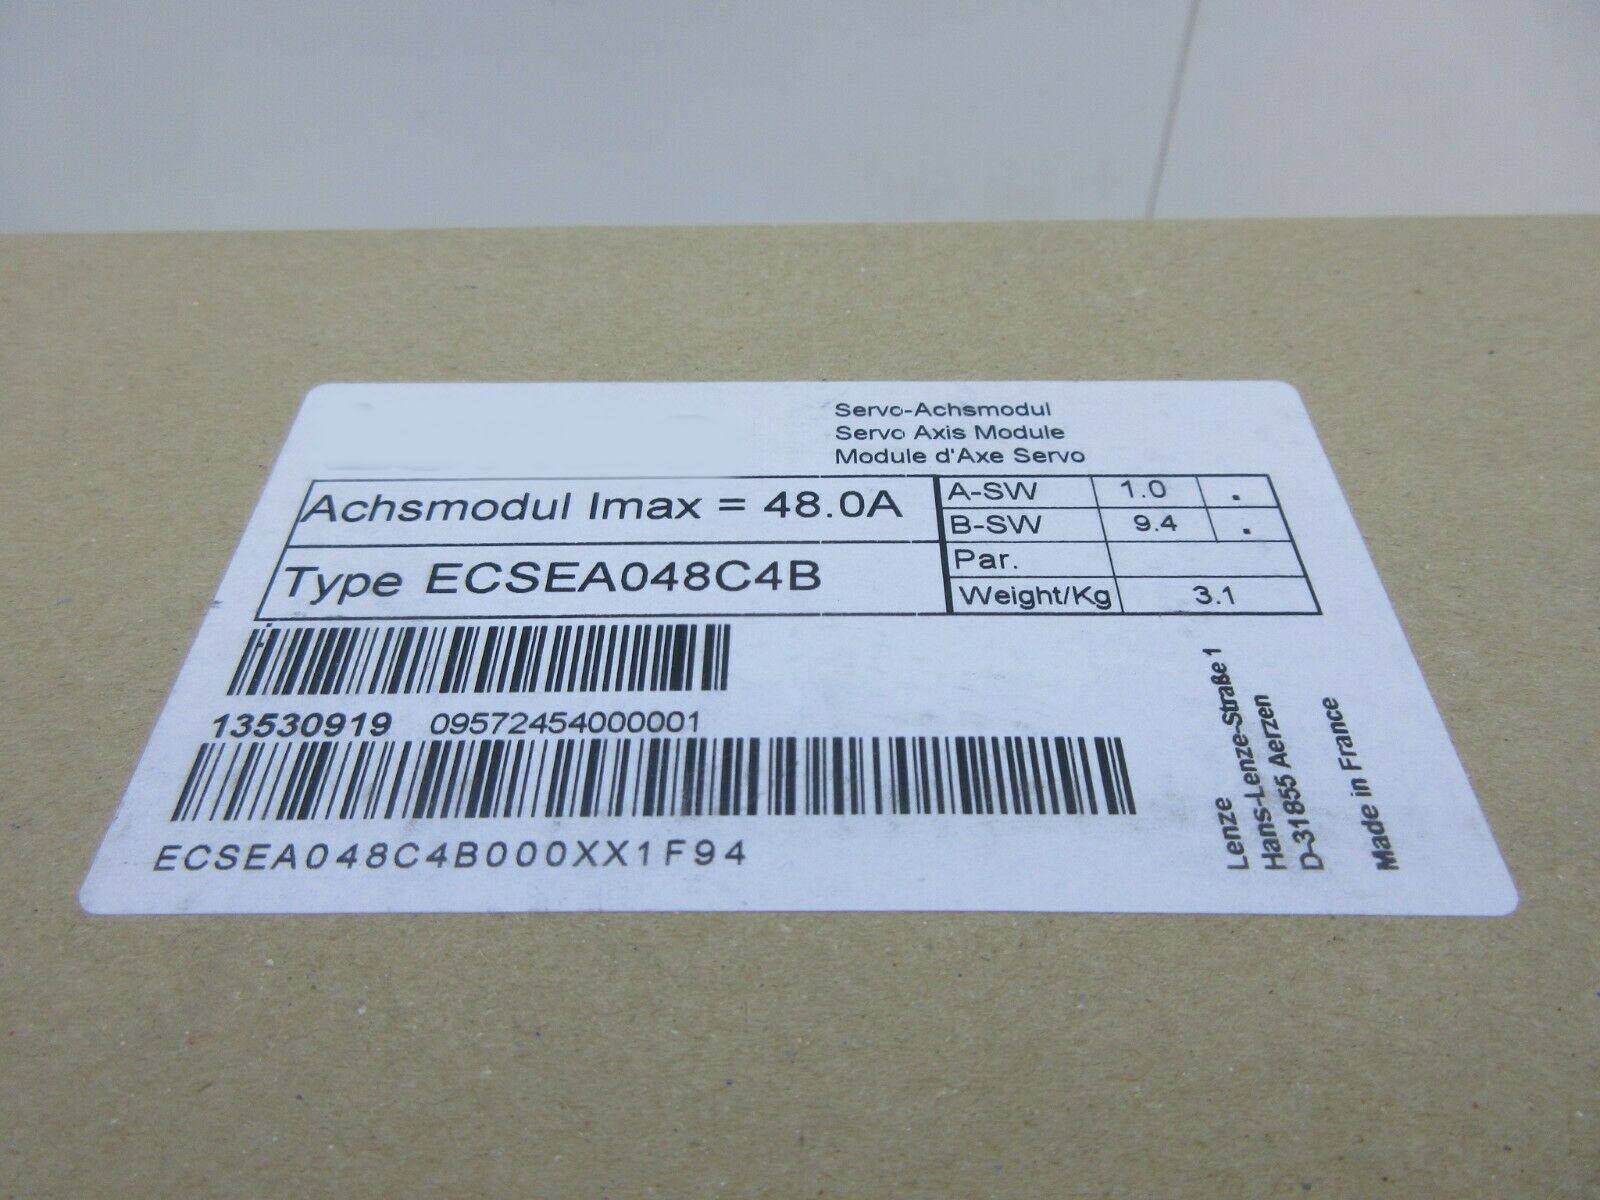 Servo-Achsmodul
Servo Axis Module
Module d'Axe Servo
Achsmodul Imax = 48.0A
A-SW 1.0 .
B-SW 9.4 .
Par.
Type ECSEA048C4B
Weight/Kg 3.1
13530919 09572454000001
ECSEA048C4B000XX1F94
Lenze
Hans-Lenze-Straße 1
D-31855 Aerzen
Made in France